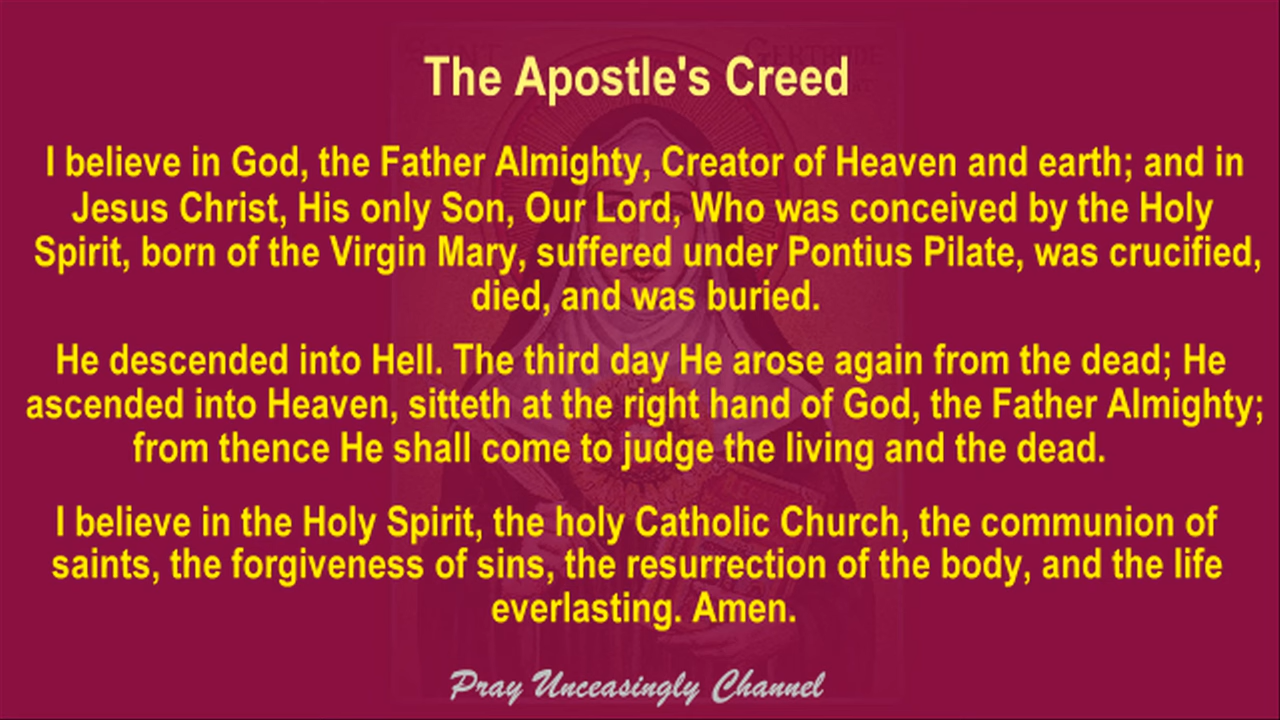 SAINT GERTRUDE
The Apostle's Creed
I believe in God, the Father Almighty, Creator of Heaven and earth; and in
Jesus Christ, His only Son, Our Lord, Who was conceived by the Holy
Spirit, born of the Virgin Mary, suffered under Pontius Pilate, was crucified,
died, and was buried.
He descended into Hell. The third day He arose again from the dead; He
ascended into Heaven, sitteth at the right hand of God, the Father Almighty;
from thence He shall come to judge the living and the dead.
I believe in the Holy Spirit, the holy Catholic Church, the communion of
saints, the forgiveness of sins, the resurrection of the body, and the life
everlasting. Amen.
Pray Unceasingly Channel